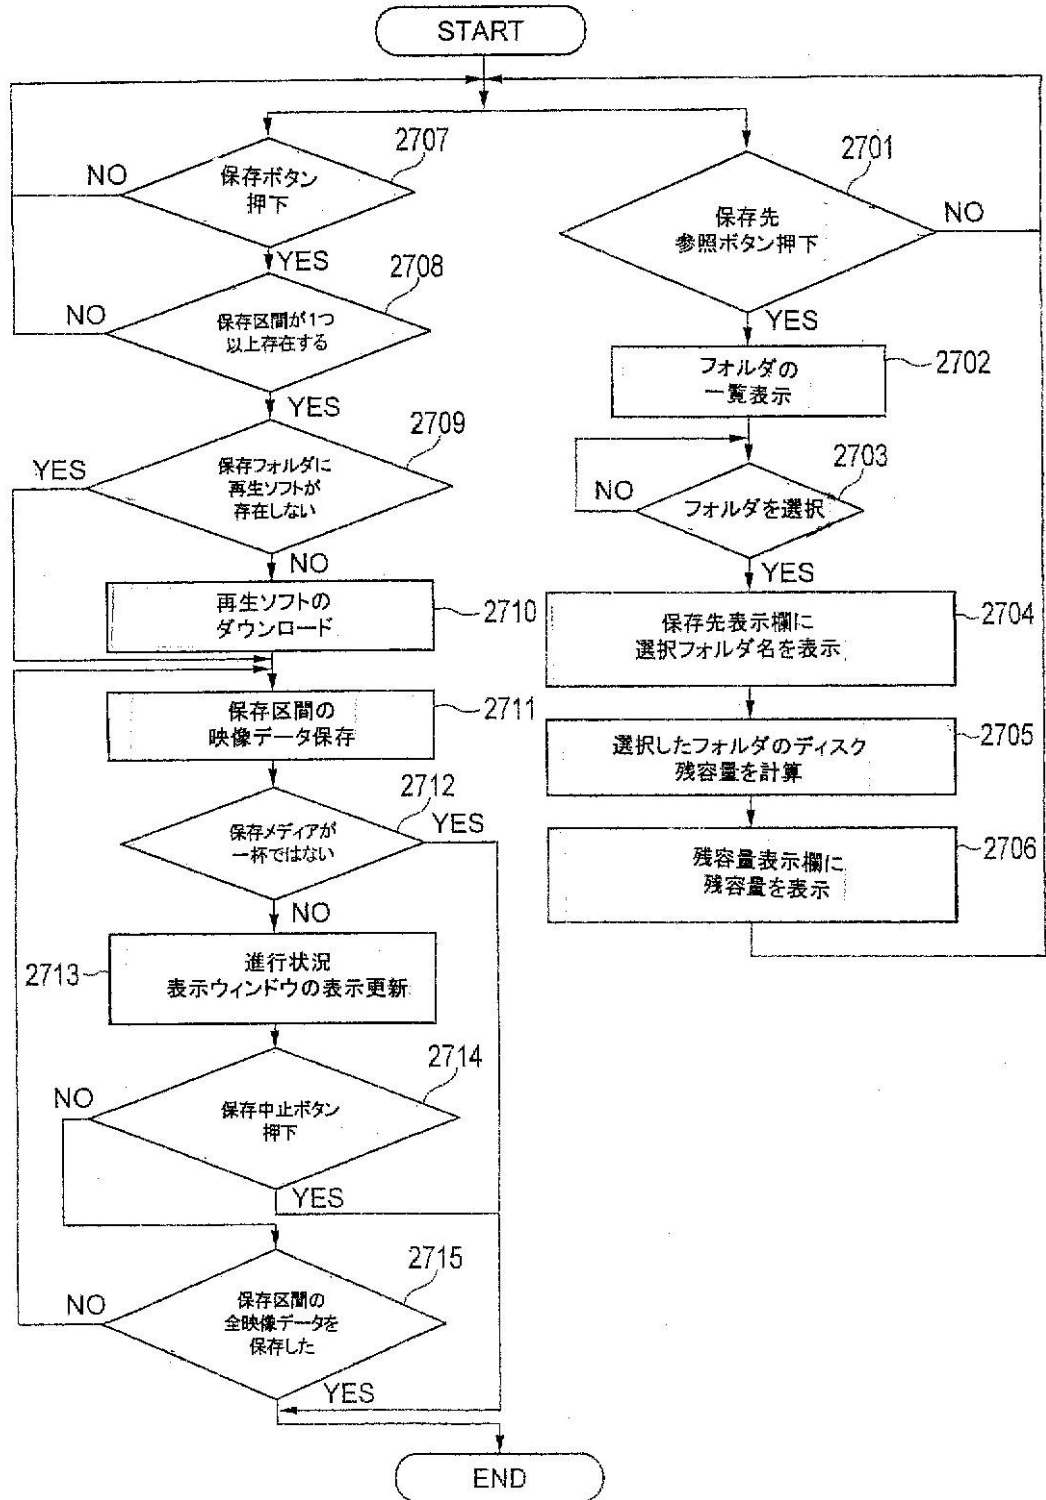 START
2707
保存ボタン
押下
NO
YES
2708
保存区間が1つ
以上存在する
NO
YES
2709
保存フォルダに
再生ソフトが
存在しない
YES
NO
再生ソフトの
ダウンロード
2710
保存区間の
映像データ保存
2711
2712
保存メディアが
一杯ではない
YES
NO
2713
進行状況
表示ウィンドウの表示更新
2714
保存中止ボタン
押下
NO
YES
2715
保存区間の
全映像データを
保存した
NO
YES
END
2701
保存先
参照ボタン押下
NO
YES
フォルダの
一覧表示
2702
2703
フォルダを選択
NO
YES
保存先表示欄に
選択フォルダ名を表示
2704
選択したフォルダのディスク
残容量を計算
2705
残容量表示欄に
残容量を表示
2706